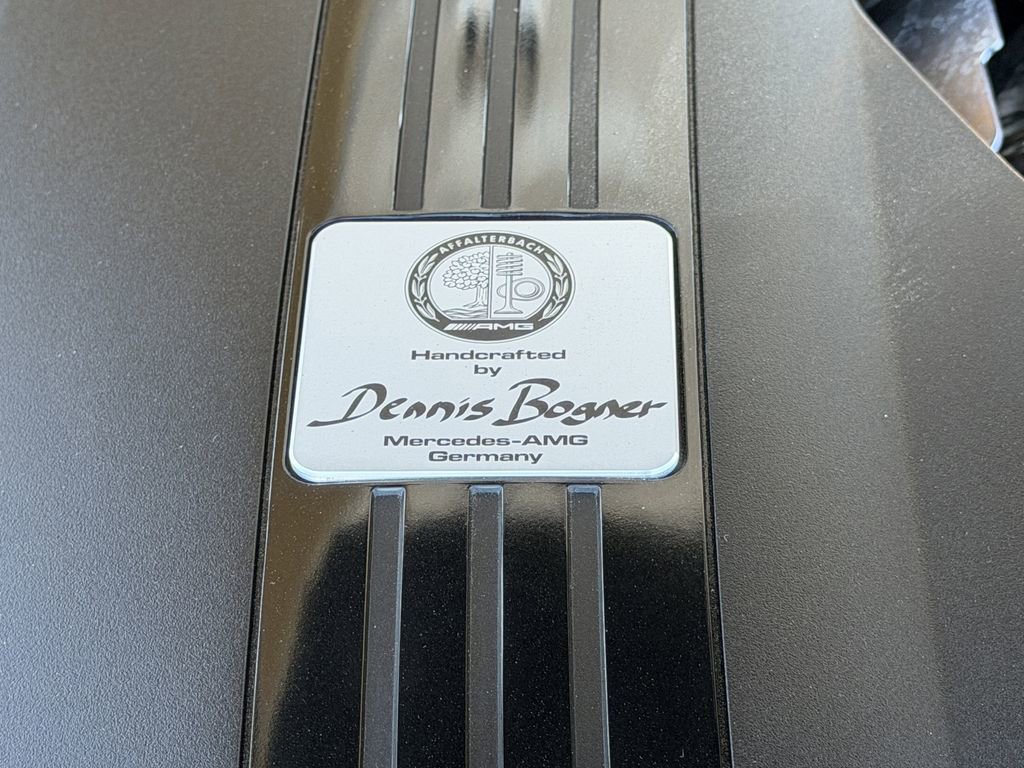 AFFALTERBACH
AMG
Handcrafted
by
Dennis Bogner
Mercedes-AMG
Germany